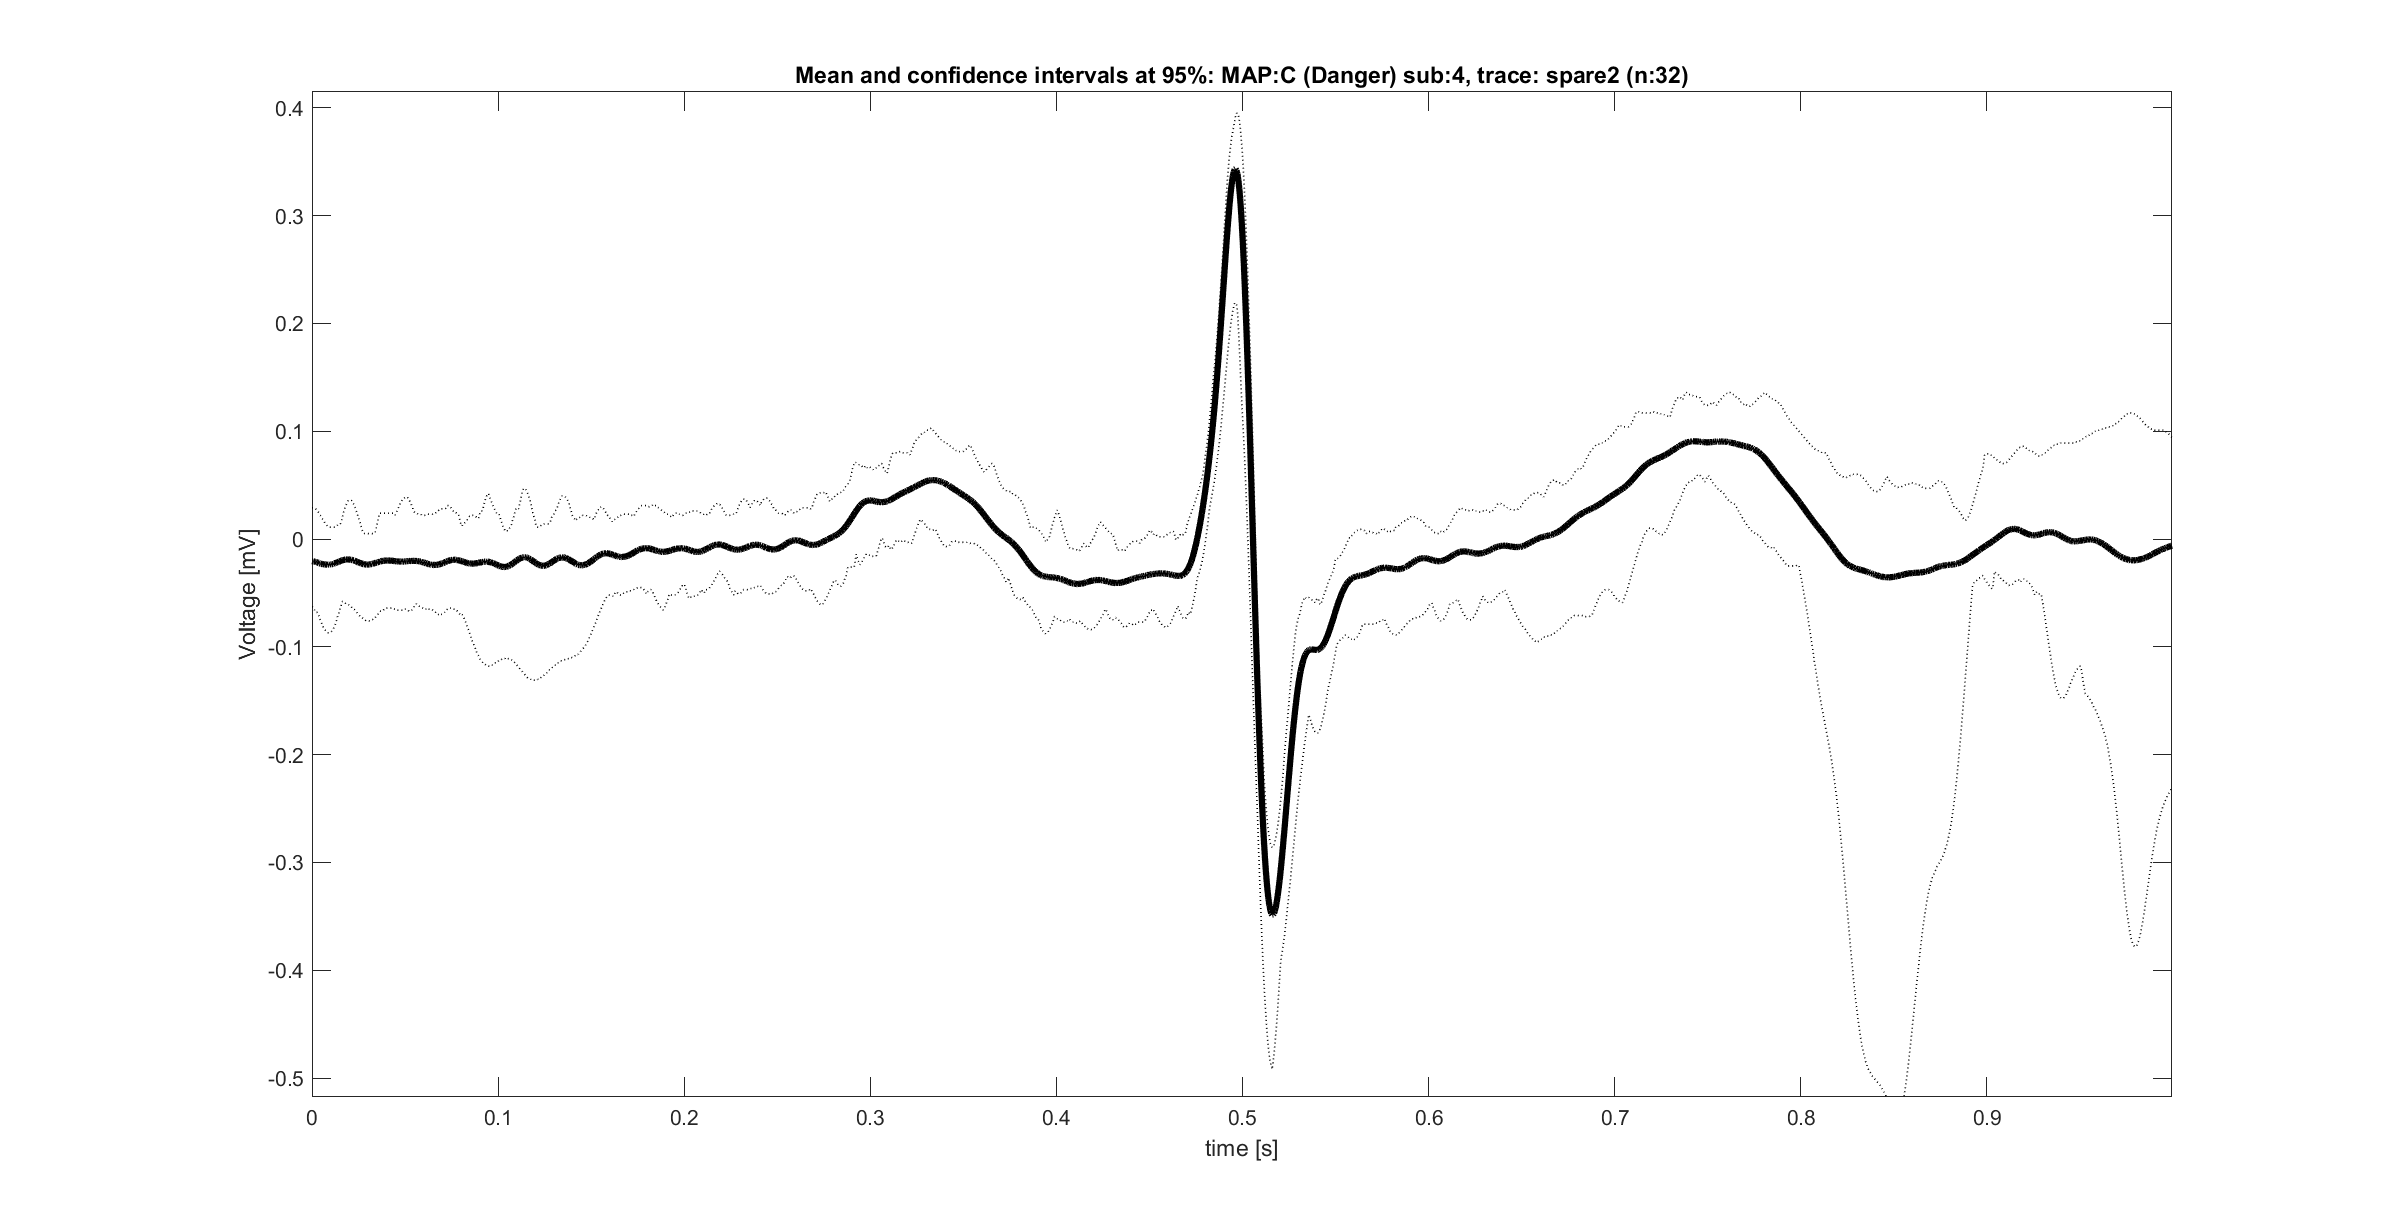 Mean and confidence intervals at 95%: MAP:C (Danger) sub:4, trace: spare2 (n:32)
0.4
0.3
0.2
0.1
0
-0.1
-0.2
-0.3
-0.4
-0.5
Voltage [mV]
0 0.1 0.2 0.3 0.4 0.5 0.6 0.7 0.8 0.9
time [s]